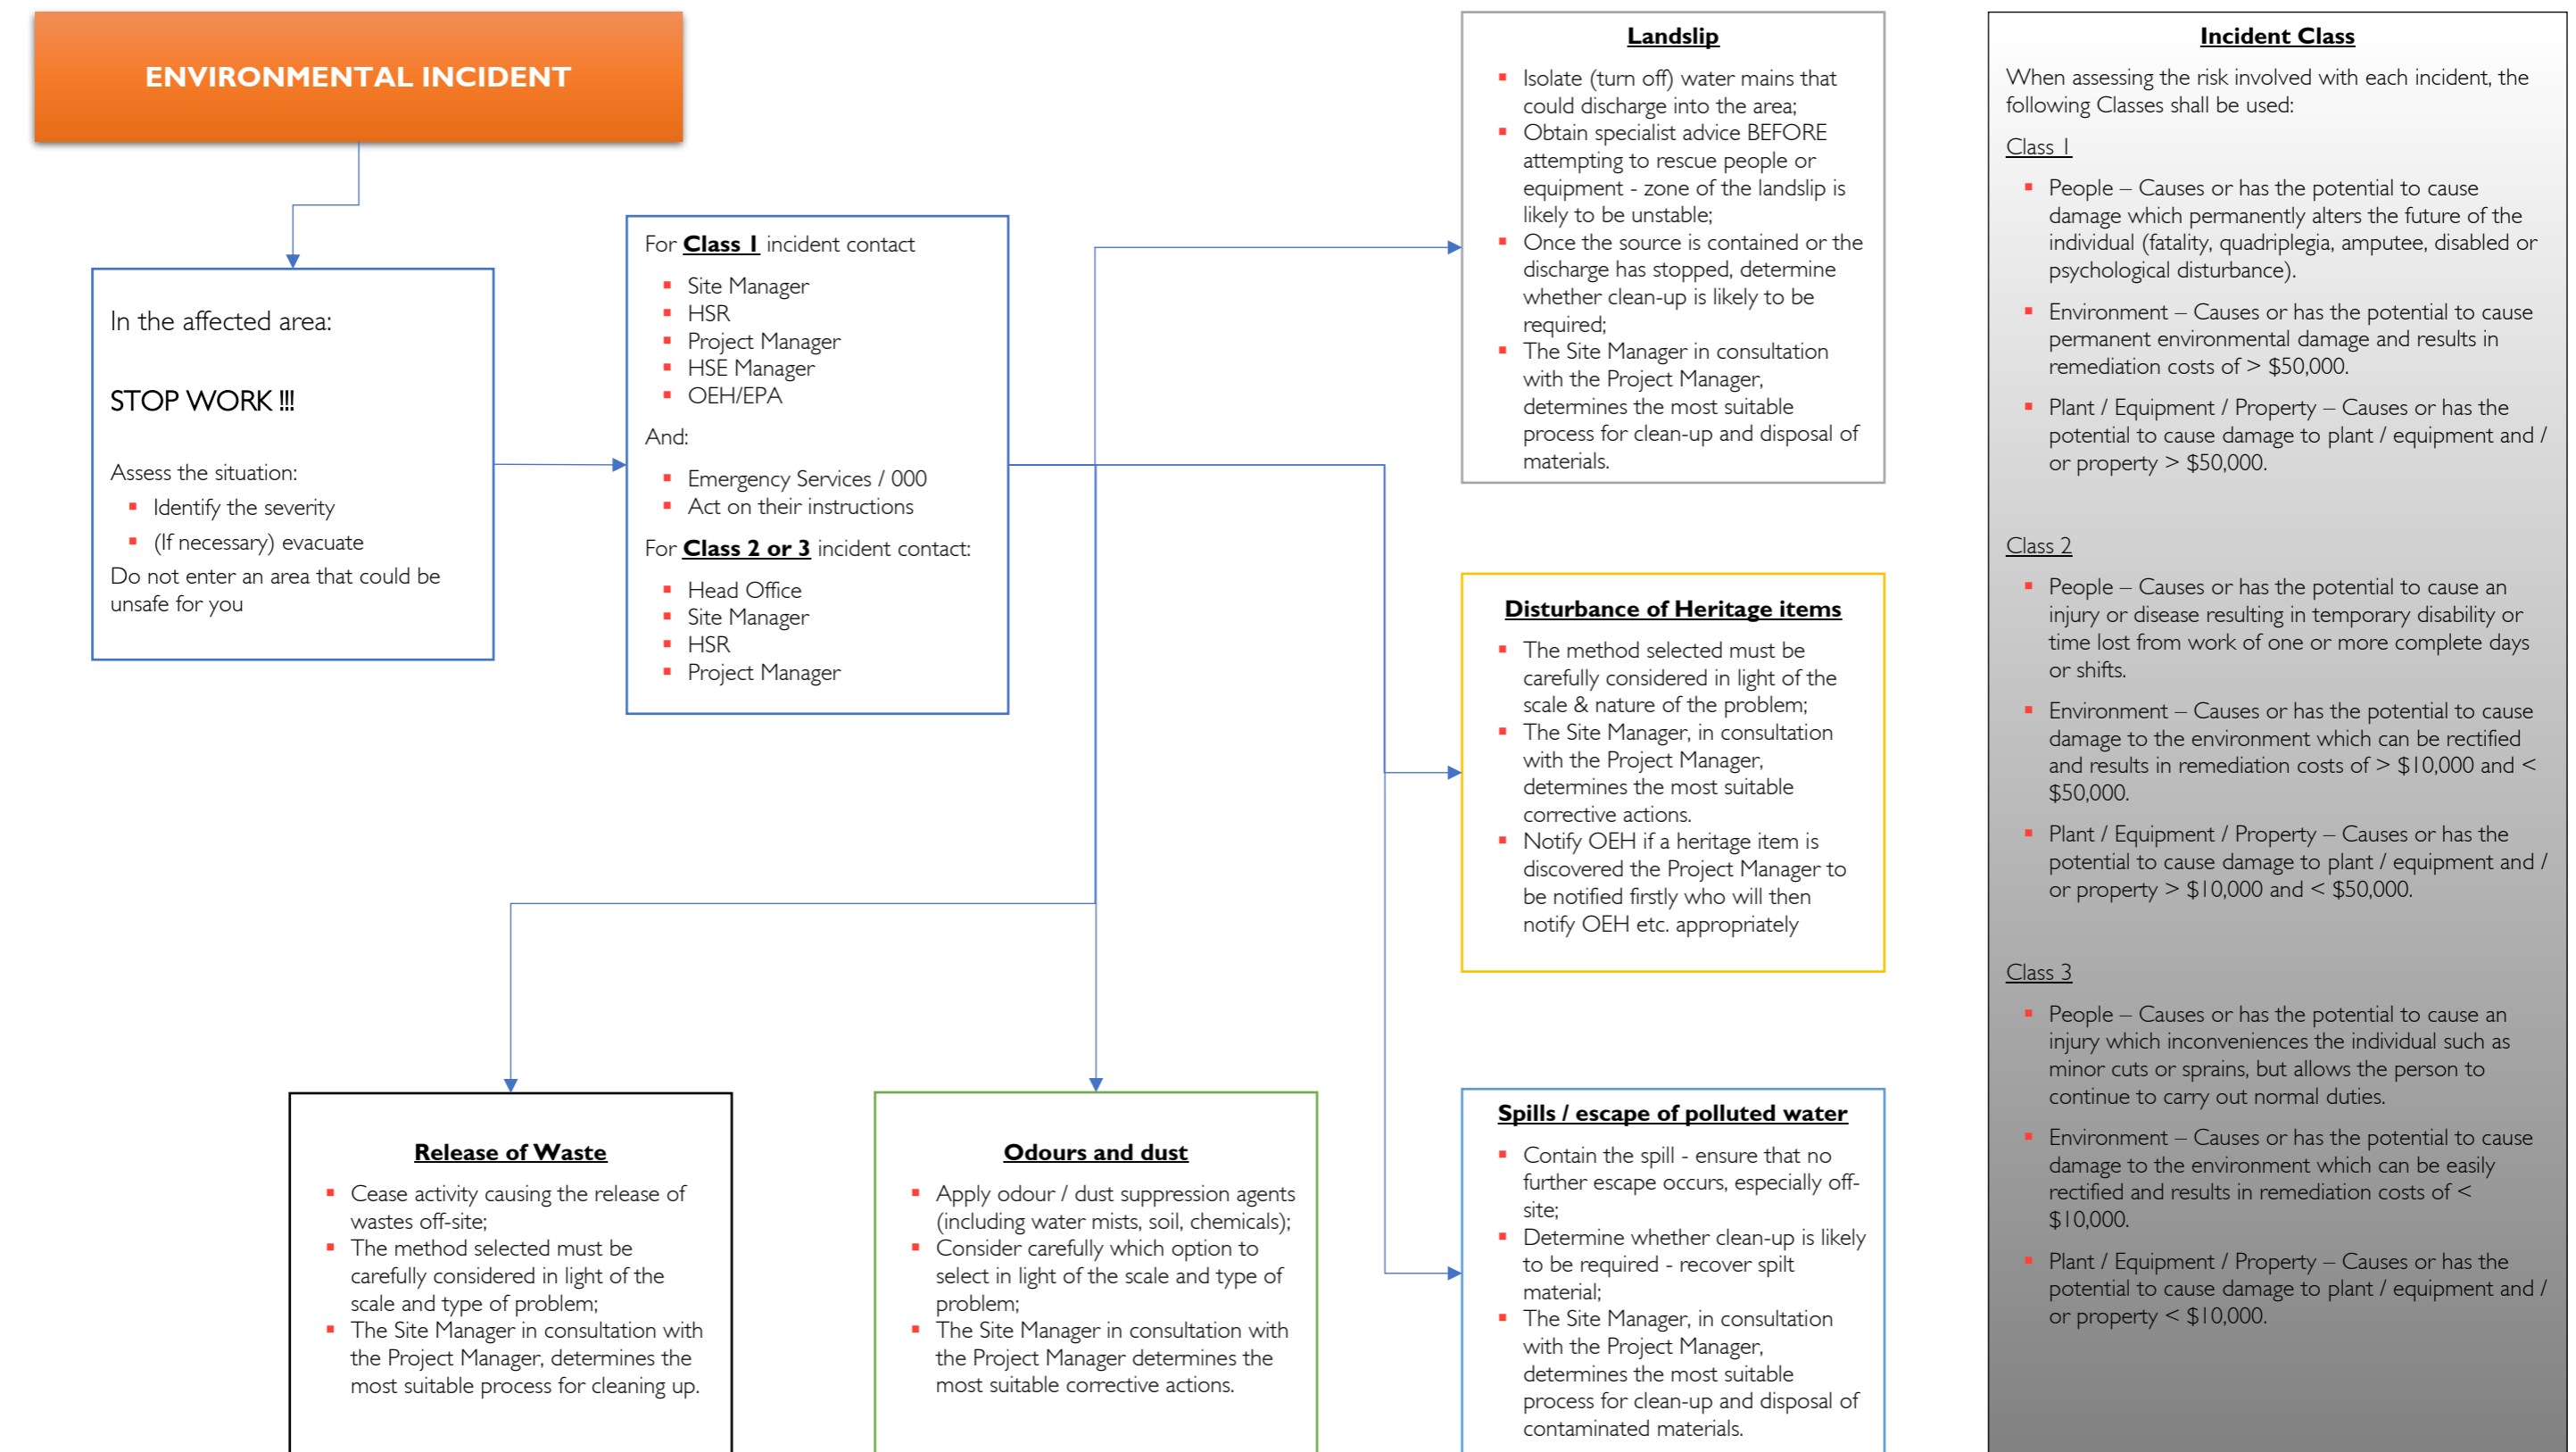 ENVIRONMENTAL INCIDENT
In the affected area:
STOP WORK !!!
Assess the situation:
▪ Identify the severity
▪ (If necessary) evacuate
Do not enter an area that could be
unsafe for you
For Class 1 incident contact
▪ Site Manager
▪ HSR
▪ Project Manager
▪ HSE Manager
▪ OEH/EPA
And:
▪ Emergency Services / 000
▪ Act on their instructions
For Class 2 or 3 incident contact:
▪ Head Office
▪ Site Manager
▪ HSR
▪ Project Manager
Landslip
▪ Isolate (turn off) water mains that
could discharge into the area;
▪ Obtain specialist advice BEFORE
attempting to rescue people or
equipment - zone of the landslip is
likely to be unstable;
▪ Once the source is contained or the
discharge has stopped, determine
whether clean-up is likely to be
required;
▪ The Site Manager in consultation
with the Project Manager,
determines the most suitable
process for clean-up and disposal of
materials.
Disturbance of Heritage items
▪ The method selected must be
carefully considered in light of the
scale & nature of the problem;
▪ The Site Manager, in consultation
with the Project Manager,
determines the most suitable
corrective actions.
▪ Notify OEH if a heritage item is
discovered the Project Manager to
be notified firstly who will then
notify OEH etc. appropriately
Release of Waste
▪ Cease activity causing the release of
wastes off-site;
▪ The method selected must be
carefully considered in light of the
scale and type of problem;
▪ The Site Manager in consultation with
the Project Manager, determines the
most suitable process for cleaning up.
Odours and dust
▪ Apply odour / dust suppression agents
(including water mists, soil, chemicals);
▪ Consider carefully which option to
select in light of the scale and type of
problem;
▪ The Site Manager in consultation with
the Project Manager determines the
most suitable corrective actions.
Spills / escape of polluted water
▪ Contain the spill - ensure that no
further escape occurs, especially off-
site;
▪ Determine whether clean-up is likely
to be required - recover spilt
material;
▪ The Site Manager, in consultation
with the Project Manager,
determines the most suitable
process for clean-up and disposal of
contaminated materials.
Incident Class
When assessing the risk involved with each incident, the
following Classes shall be used:
Class 1
▪ People – Causes or has the potential to cause
damage which permanently alters the future of the
individual (fatality, quadriplegia, amputee, disabled or
psychological disturbance).
▪ Environment – Causes or has the potential to cause
permanent environmental damage and results in
remediation costs of > $50,000.
▪ Plant / Equipment / Property – Causes or has the
potential to cause damage to plant / equipment and /
or property > $50,000.
Class 2
▪ People – Causes or has the potential to cause an
injury or disease resulting in temporary disability or
time lost from work of one or more complete days
or shifts.
▪ Environment – Causes or has the potential to cause
damage to the environment which can be rectified
and results in remediation costs of > $10,000 and <
$50,000.
▪ Plant / Equipment / Property – Causes or has the
potential to cause damage to plant / equipment and /
or property > $10,000 and < $50,000.
Class 3
▪ People – Causes or has the potential to cause an
injury which inconveniences the individual such as
minor cuts or sprains, but allows the person to
continue to carry out normal duties.
▪ Environment – Causes or has the potential to cause
damage to the environment which can be easily
rectified and results in remediation costs of <
$10,000.
▪ Plant / Equipment / Property – Causes or has the
potential to cause damage to plant / equipment and /
or property < $10,000.